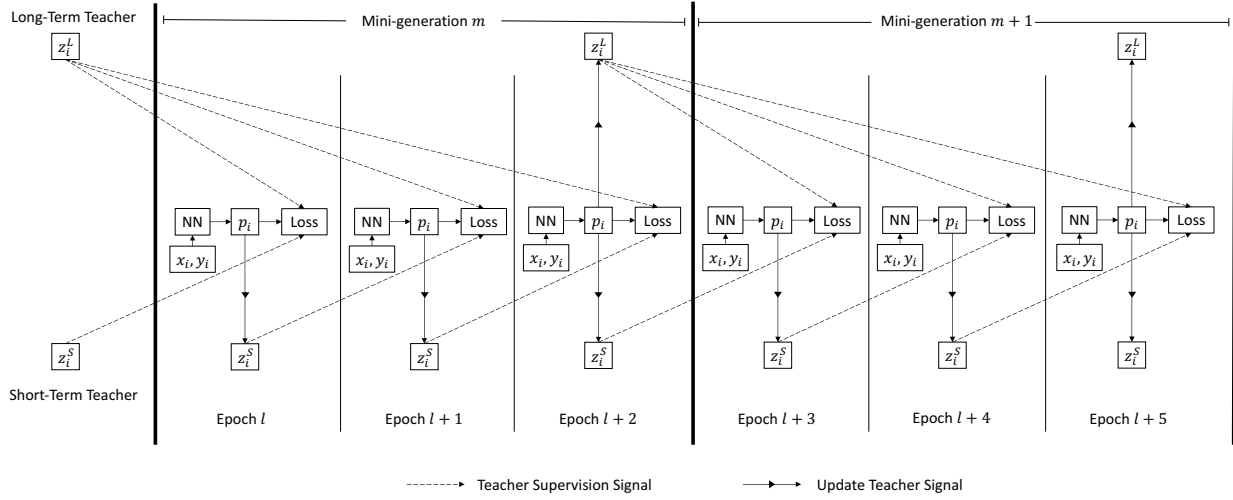 Long-Term Teacher
Mini-generation m
Mini-generation m + 1
z_i^L
z_i^L
z_i^L
NN
p_i
Loss
NN
p_i
Loss
NN
p_i
Loss
NN
p_i
Loss
NN
p_i
Loss
NN
p_i
Loss
x_i, y_i
x_i, y_i
x_i, y_i
x_i, y_i
x_i, y_i
x_i, y_i
z_i^S
z_i^S
z_i^S
z_i^S
z_i^S
z_i^S
z_i^S
Short-Term Teacher
Epoch l
Epoch l + 1
Epoch l + 2
Epoch l + 3
Epoch l + 4
Epoch l + 5
Teacher Supervision Signal
Update Teacher Signal